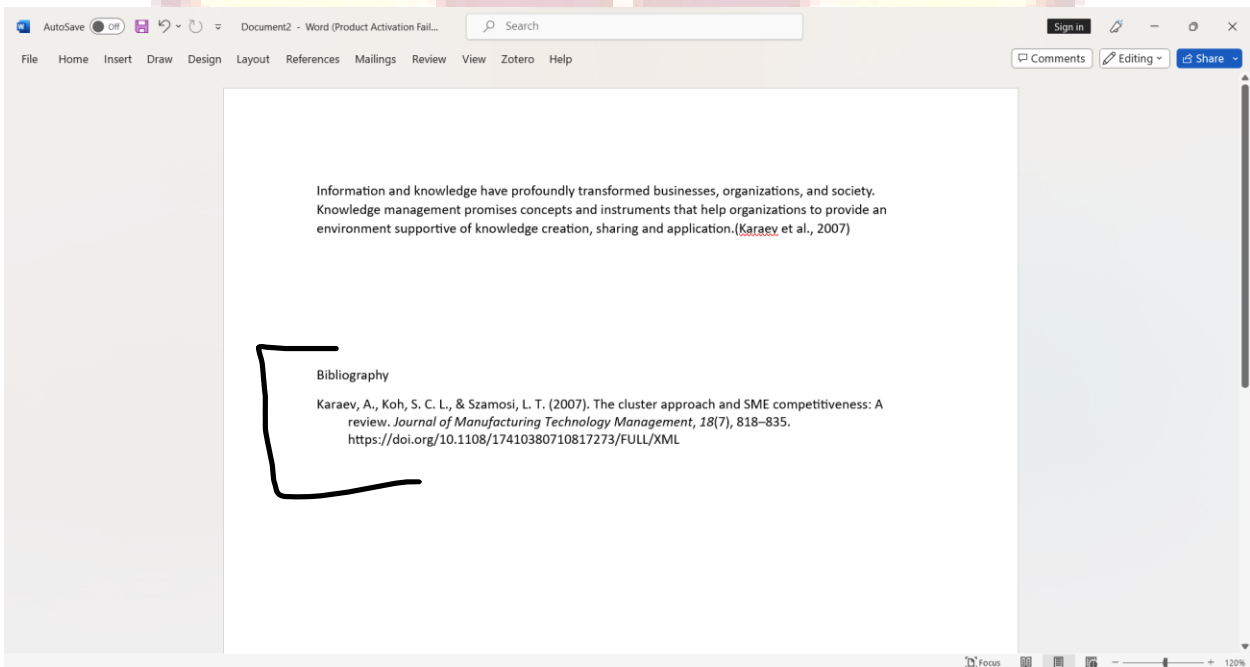 AutoSave Off Document2 - Word (Product Activation Fail... Search Sign in
File Home Insert Draw Design Layout References Mailings Review View Zotero Help Comments Editing Share
Information and knowledge have profoundly transformed businesses, organizations, and society.
Knowledge management promises concepts and instruments that help organizations to provide an
environment supportive of knowledge creation, sharing and application.(Karaev et al., 2007)
Bibliography
Karaev, A., Koh, S. C. L., & Szamosi, L. T. (2007). The cluster approach and SME competitiveness: A
review. Journal of Manufacturing Technology Management, 18(7), 818–835.
https://doi.org/10.1108/17410380710817273/FULL/XML
Focus 120%